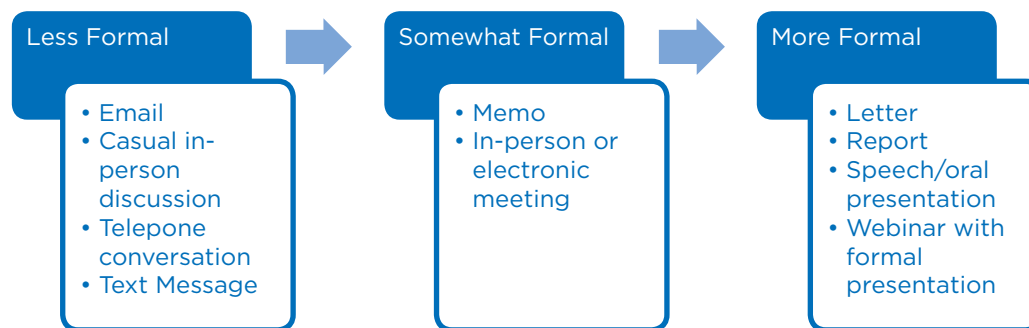 Less Formal
• Email
• Casual in-
person
discussion
• Telepone
conversation
• Text Message
Somewhat Formal
• Memo
• In-person or
electronic
meeting
More Formal
• Letter
• Report
• Speech/oral
presentation
• Webinar with
formal
presentation